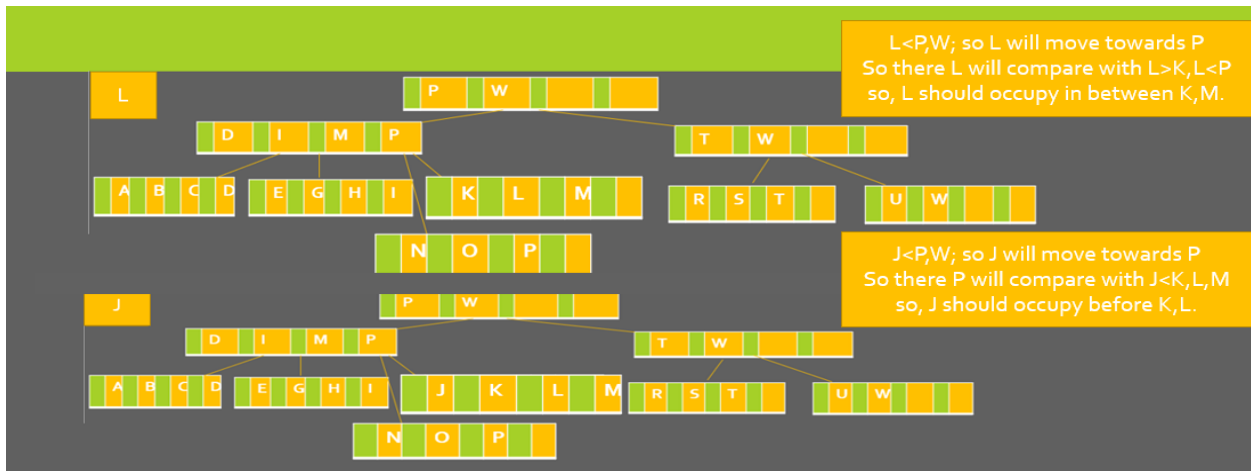 L<P,W; so L will move towards P
So there L will compare with L>K,L<P
so, L should occupy in between K,M.
L
P W
D I M P
T W
A B C D
E G H I
K L M
R S T
U W
N O P
J<P,W; so J will move towards P
So there P will compare with J<K,L,M
so, J should occupy before K,L.
J
P W
D I M P
T W
A B C D
E G H I
J K L M
R S T
U W
N O P